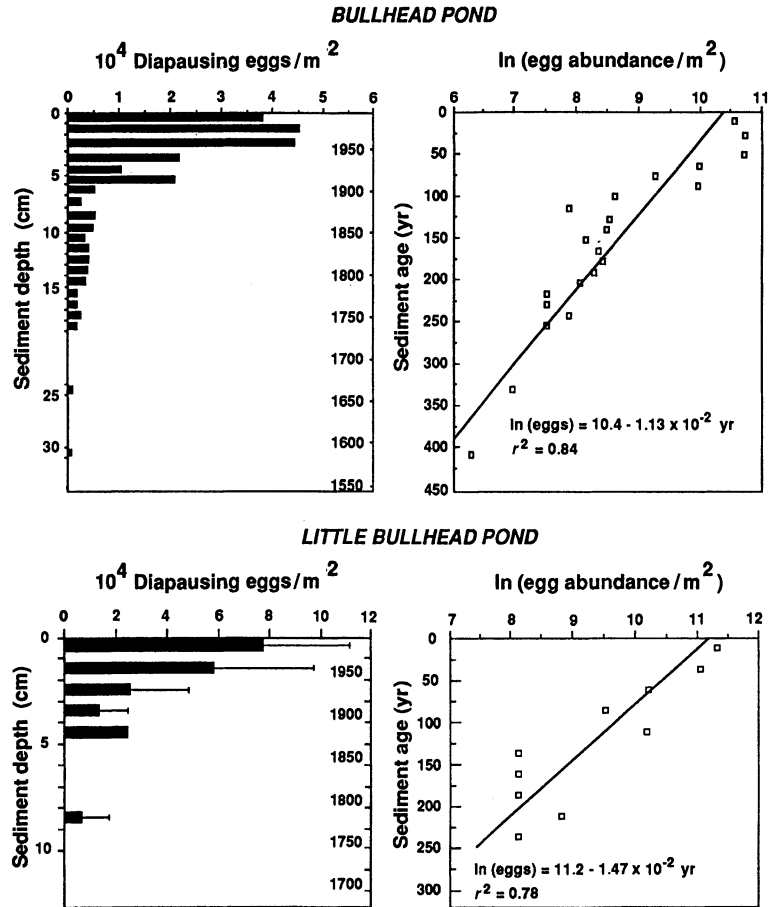 BULLHEAD POND
10^4 Diapausing eggs/m^2
0 1 2 3 4 5 6
Sediment depth (cm)
0
5
10
15
25
30
1950
1900
1850
1800
1750
1700
1650
1600
1550
ln (egg abundance/m^2)
6 7 8 9 10 11
Sediment age (yr)
0
50
100
150
200
250
300
350
400
450
ln (eggs) = 10.4 - 1.13 x 10^-2 yr
r^2 = 0.84
LITTLE BULLHEAD POND
10^4 Diapausing eggs/m^2
0 2 4 6 8 10 12
Sediment depth (cm)
0
5
10
1950
1900
1850
1800
1750
1700
ln (egg abundance/m^2)
7 8 9 10 11 12
Sediment age (yr)
0
50
100
150
200
250
300
ln (eggs) = 11.2 - 1.47 x 10^-2 yr
r^2 = 0.78